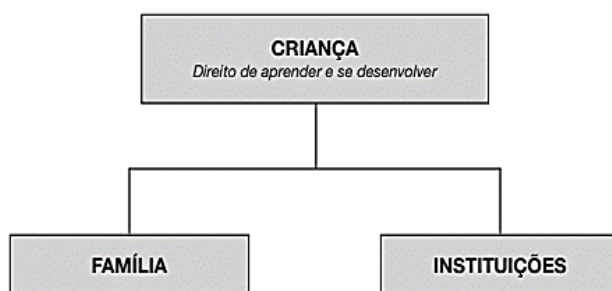 CRIANÇA
Direito de aprender e se desenvolver
FAMÍLIA
INSTITUIÇÕES